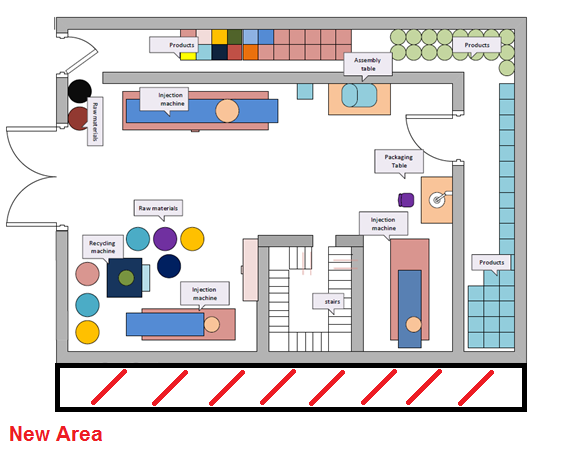 Products
Products
Assembly
table
Injection
machine
Raw materials
Packaging
Table
Raw materials
Injection
machine
Recycling
machine
Products
Injection
machine
stairs
New Area